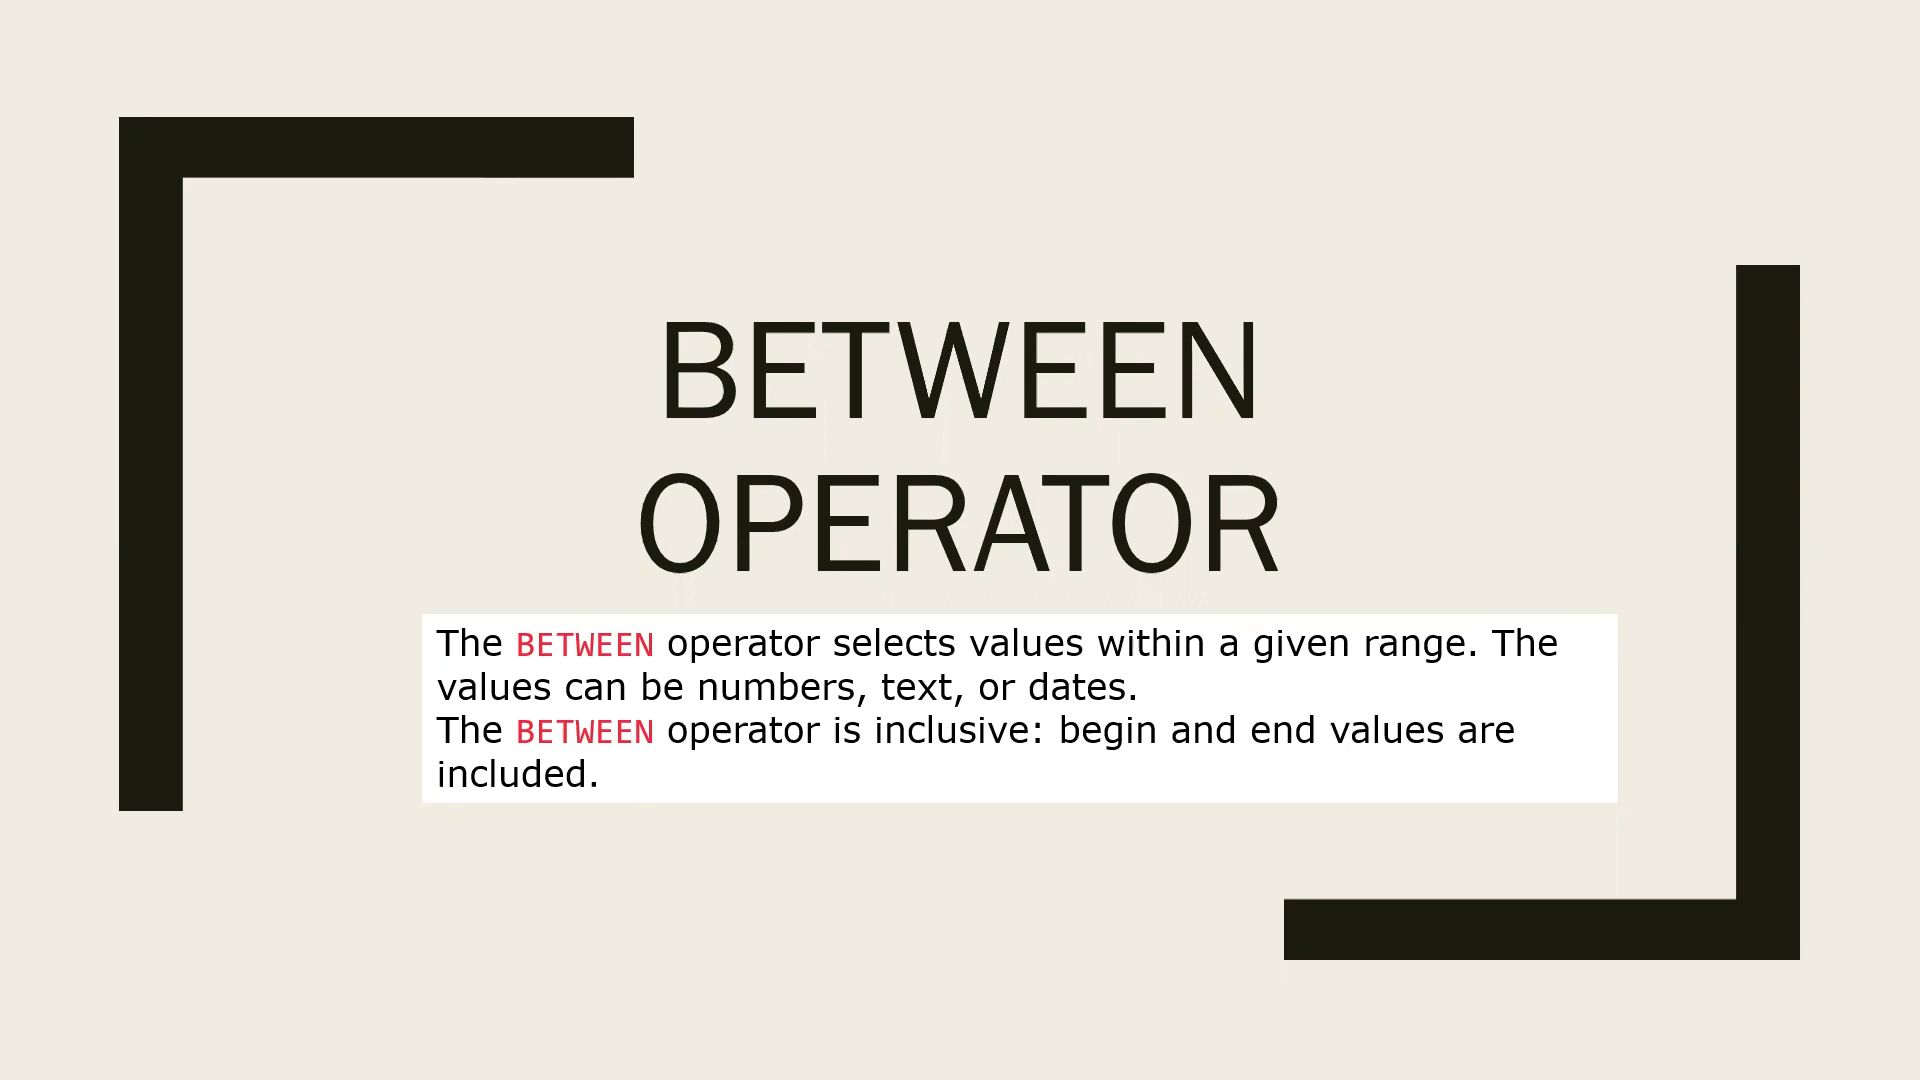 BETWEEN
OPERATOR
The BETWEEN operator selects values within a given range. The
values can be numbers, text, or dates.
The BETWEEN operator is inclusive: begin and end values are
included.